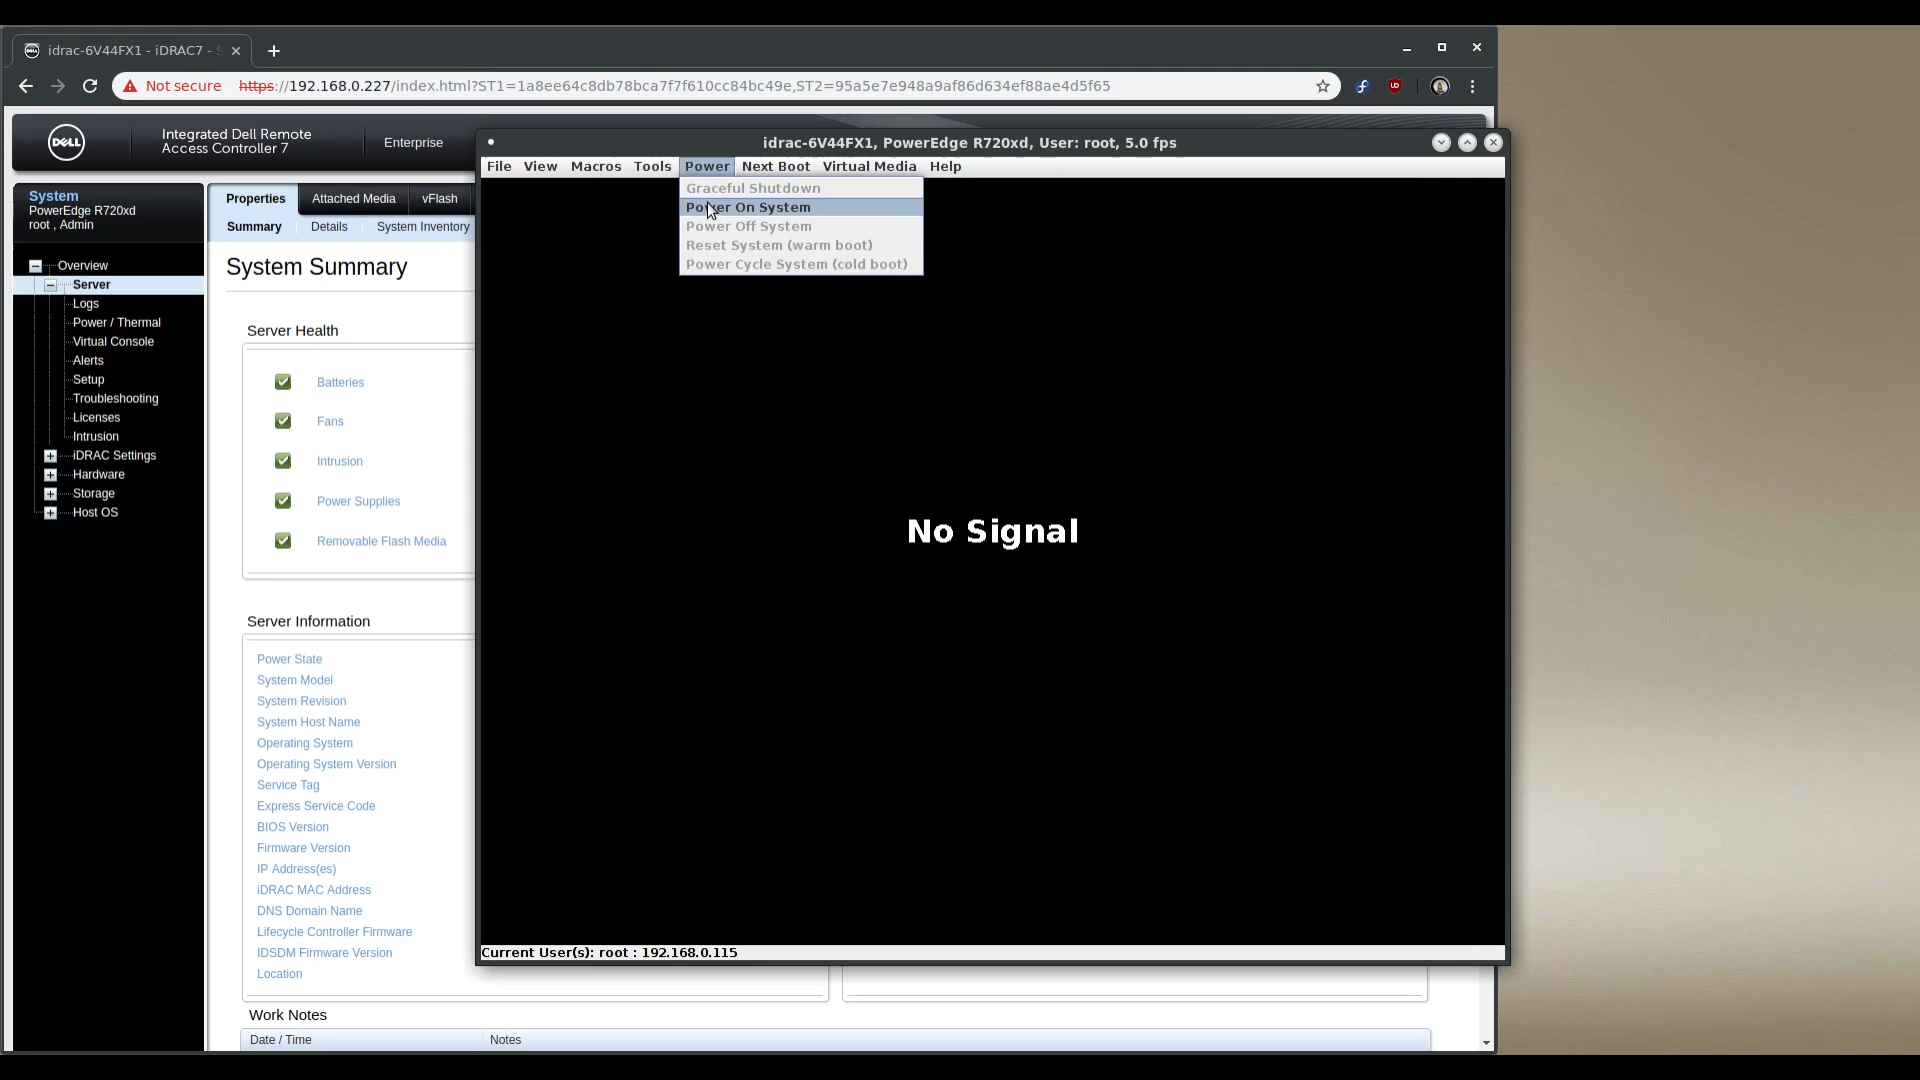 idrac-6V44FX1 - iDRAC7 - S
Not secure https://192.168.0.227/index.html?ST1=1a8ee64c8db78bca7f7f610cc84bc49e,ST2=95a5e7e948a9af86d634ef88ae4d5f65
DELL
Integrated Dell Remote
Access Controller 7
Enterprise
System
PowerEdge R720xd
root , Admin
Overview
Server
Logs
Power / Thermal
Virtual Console
Alerts
Setup
Troubleshooting
Licenses
Intrusion
iDRAC Settings
Hardware
Storage
Host OS
Properties Attached Media vFlash
Summary Details System Inventory
System Summary
Server Health
Batteries
Fans
Intrusion
Power Supplies
Removable Flash Media
Server Information
Power State
System Model
System Revision
System Host Name
Operating System
Operating System Version
Service Tag
Express Service Code
BIOS Version
Firmware Version
IP Address(es)
iDRAC MAC Address
DNS Domain Name
Lifecycle Controller Firmware
IDSDM Firmware Version
Location
Work Notes
Date / Time Notes
idrac-6V44FX1, PowerEdge R720xd, User: root, 5.0 fps
File View Macros Tools Power Next Boot Virtual Media Help
Graceful Shutdown
Power On System
Power Off System
Reset System (warm boot)
Power Cycle System (cold boot)
No Signal
Current User(s): root : 192.168.0.115